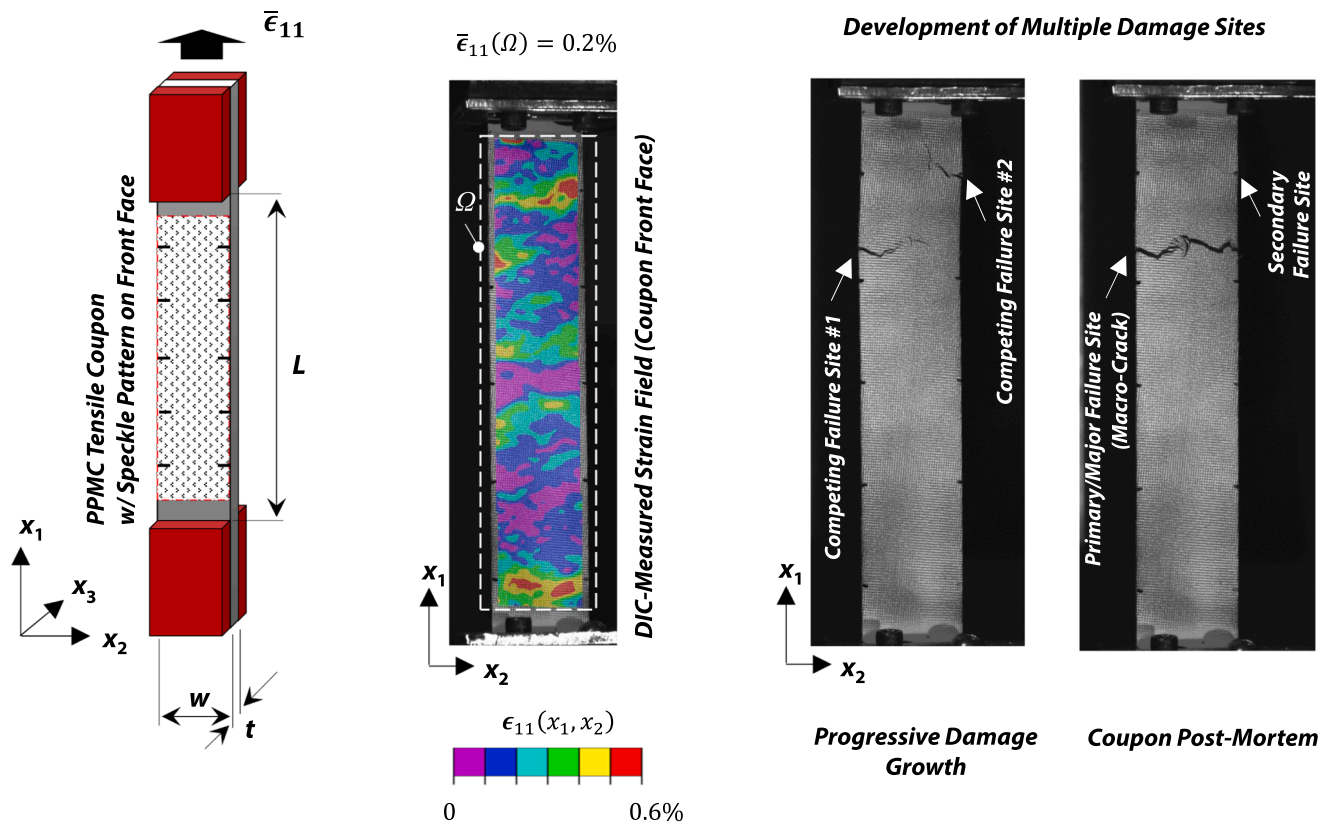 ϵ̅₁₁
PPMC Tensile Coupon
w/ Speckle Pattern on Front Face
L
x₁
x₃
x₂
w
t
ϵ̅₁₁(Ω) = 0.2%
Ω
DIC-Measured Strain Field (Coupon Front Face)
x₁
x₂
ϵ₁₁(x₁, x₂)
0
0.6%
Development of Multiple Damage Sites
Competing Failure Site #1
Competing Failure Site #2
x₁
x₂
Progressive Damage
Growth
Primary/Major Failure Site
(Macro-Crack)
Secondary
Failure Site
Coupon Post-Mortem